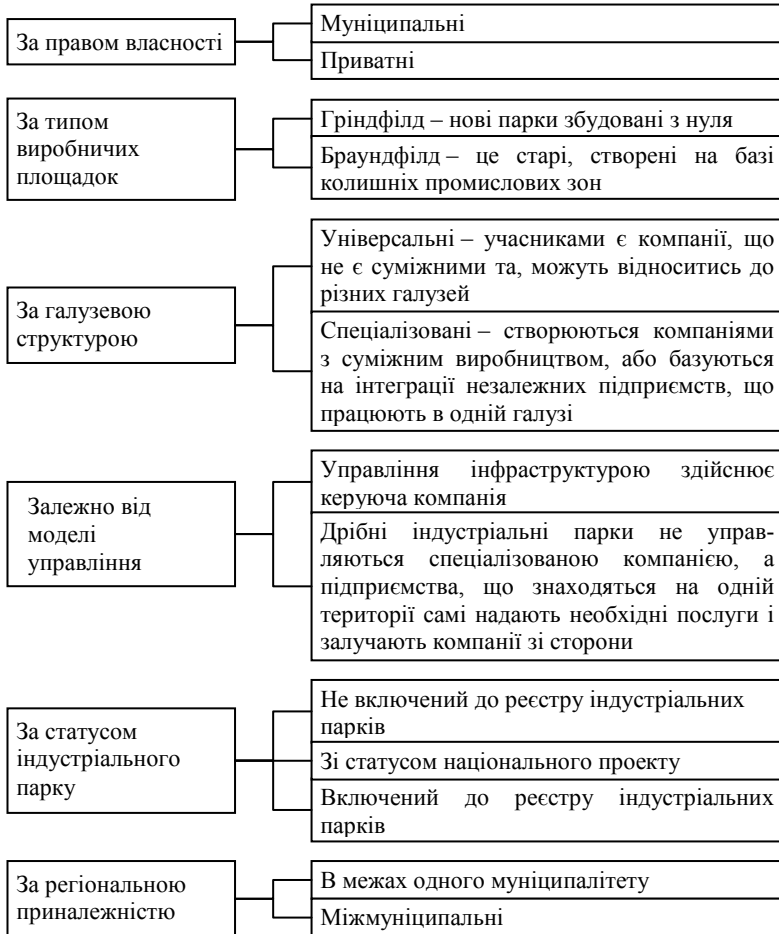 За правом власності
Муніципальні
Приватні
За типом
виробничих
площадок
Гріндфілд – нові парки збудовані з нуля
Браундфілд – це старі, створені на базі
колишніх промислових зон
За галузевою
структурою
Універсальні – учасниками є компанії, що
не є суміжними та, можуть відноситись до
різних галузей
Спеціалізовані – створюються компаніями
з суміжним виробництвом, або базуються
на інтеграції незалежних підприємств, що
працюють в одній галузі
Залежно від
моделі
управління
Управління інфраструктурою здійснює
керуюча компанія
Дрібні індустріальні парки не управ-
ляються спеціалізованою компанією, а
підприємства, що знаходяться на одній
території самі надають необхідні послуги і
залучають компанії зі сторони
За статусом
індустріального
парку
Не включений до реєстру індустріальних
парків
Зі статусом національного проекту
Включений до реєстру індустріальних
парків
За регіональною
приналежністю
В межах одного муніципалітету
Міжмуніципальні